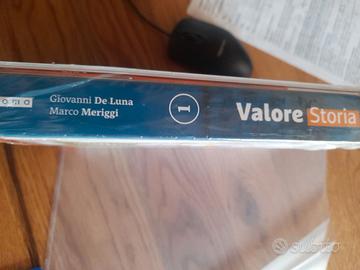 Giovanni De Luna
Marco Meriggi
1
Valore Storia
SUBITO